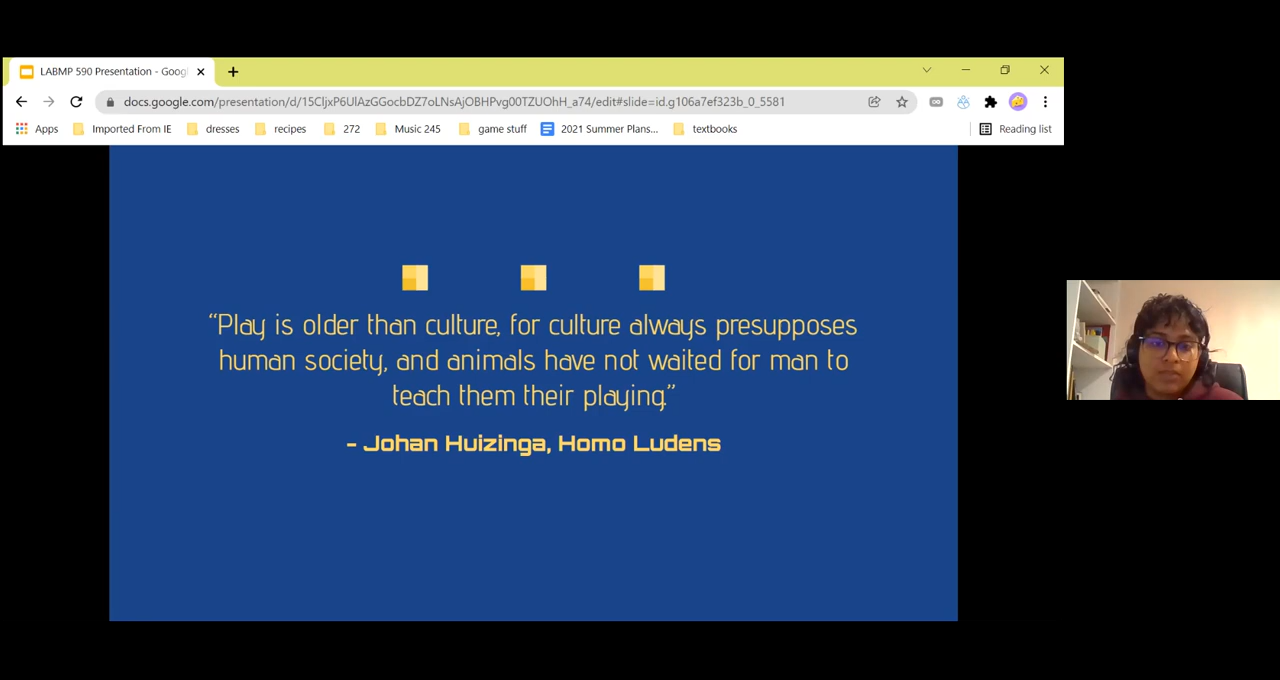 LABMP 590 Presentation - Goog
docs.google.com/presentation/d/15CljxP6UlAzGGocbDZ7oLNsAjOBHPvg00TZUOhH_a74/edit#slide=id.g106a7ef323b_0_5581
Apps Imported From IE dresses recipes 272 Music 245 game stuff 2021 Summer Plans... textbooks Reading list
“Play is older than culture, for culture always presupposes
human society, and animals have not waited for man to
teach them their playing.”
- Johan Huizinga, Homo Ludens